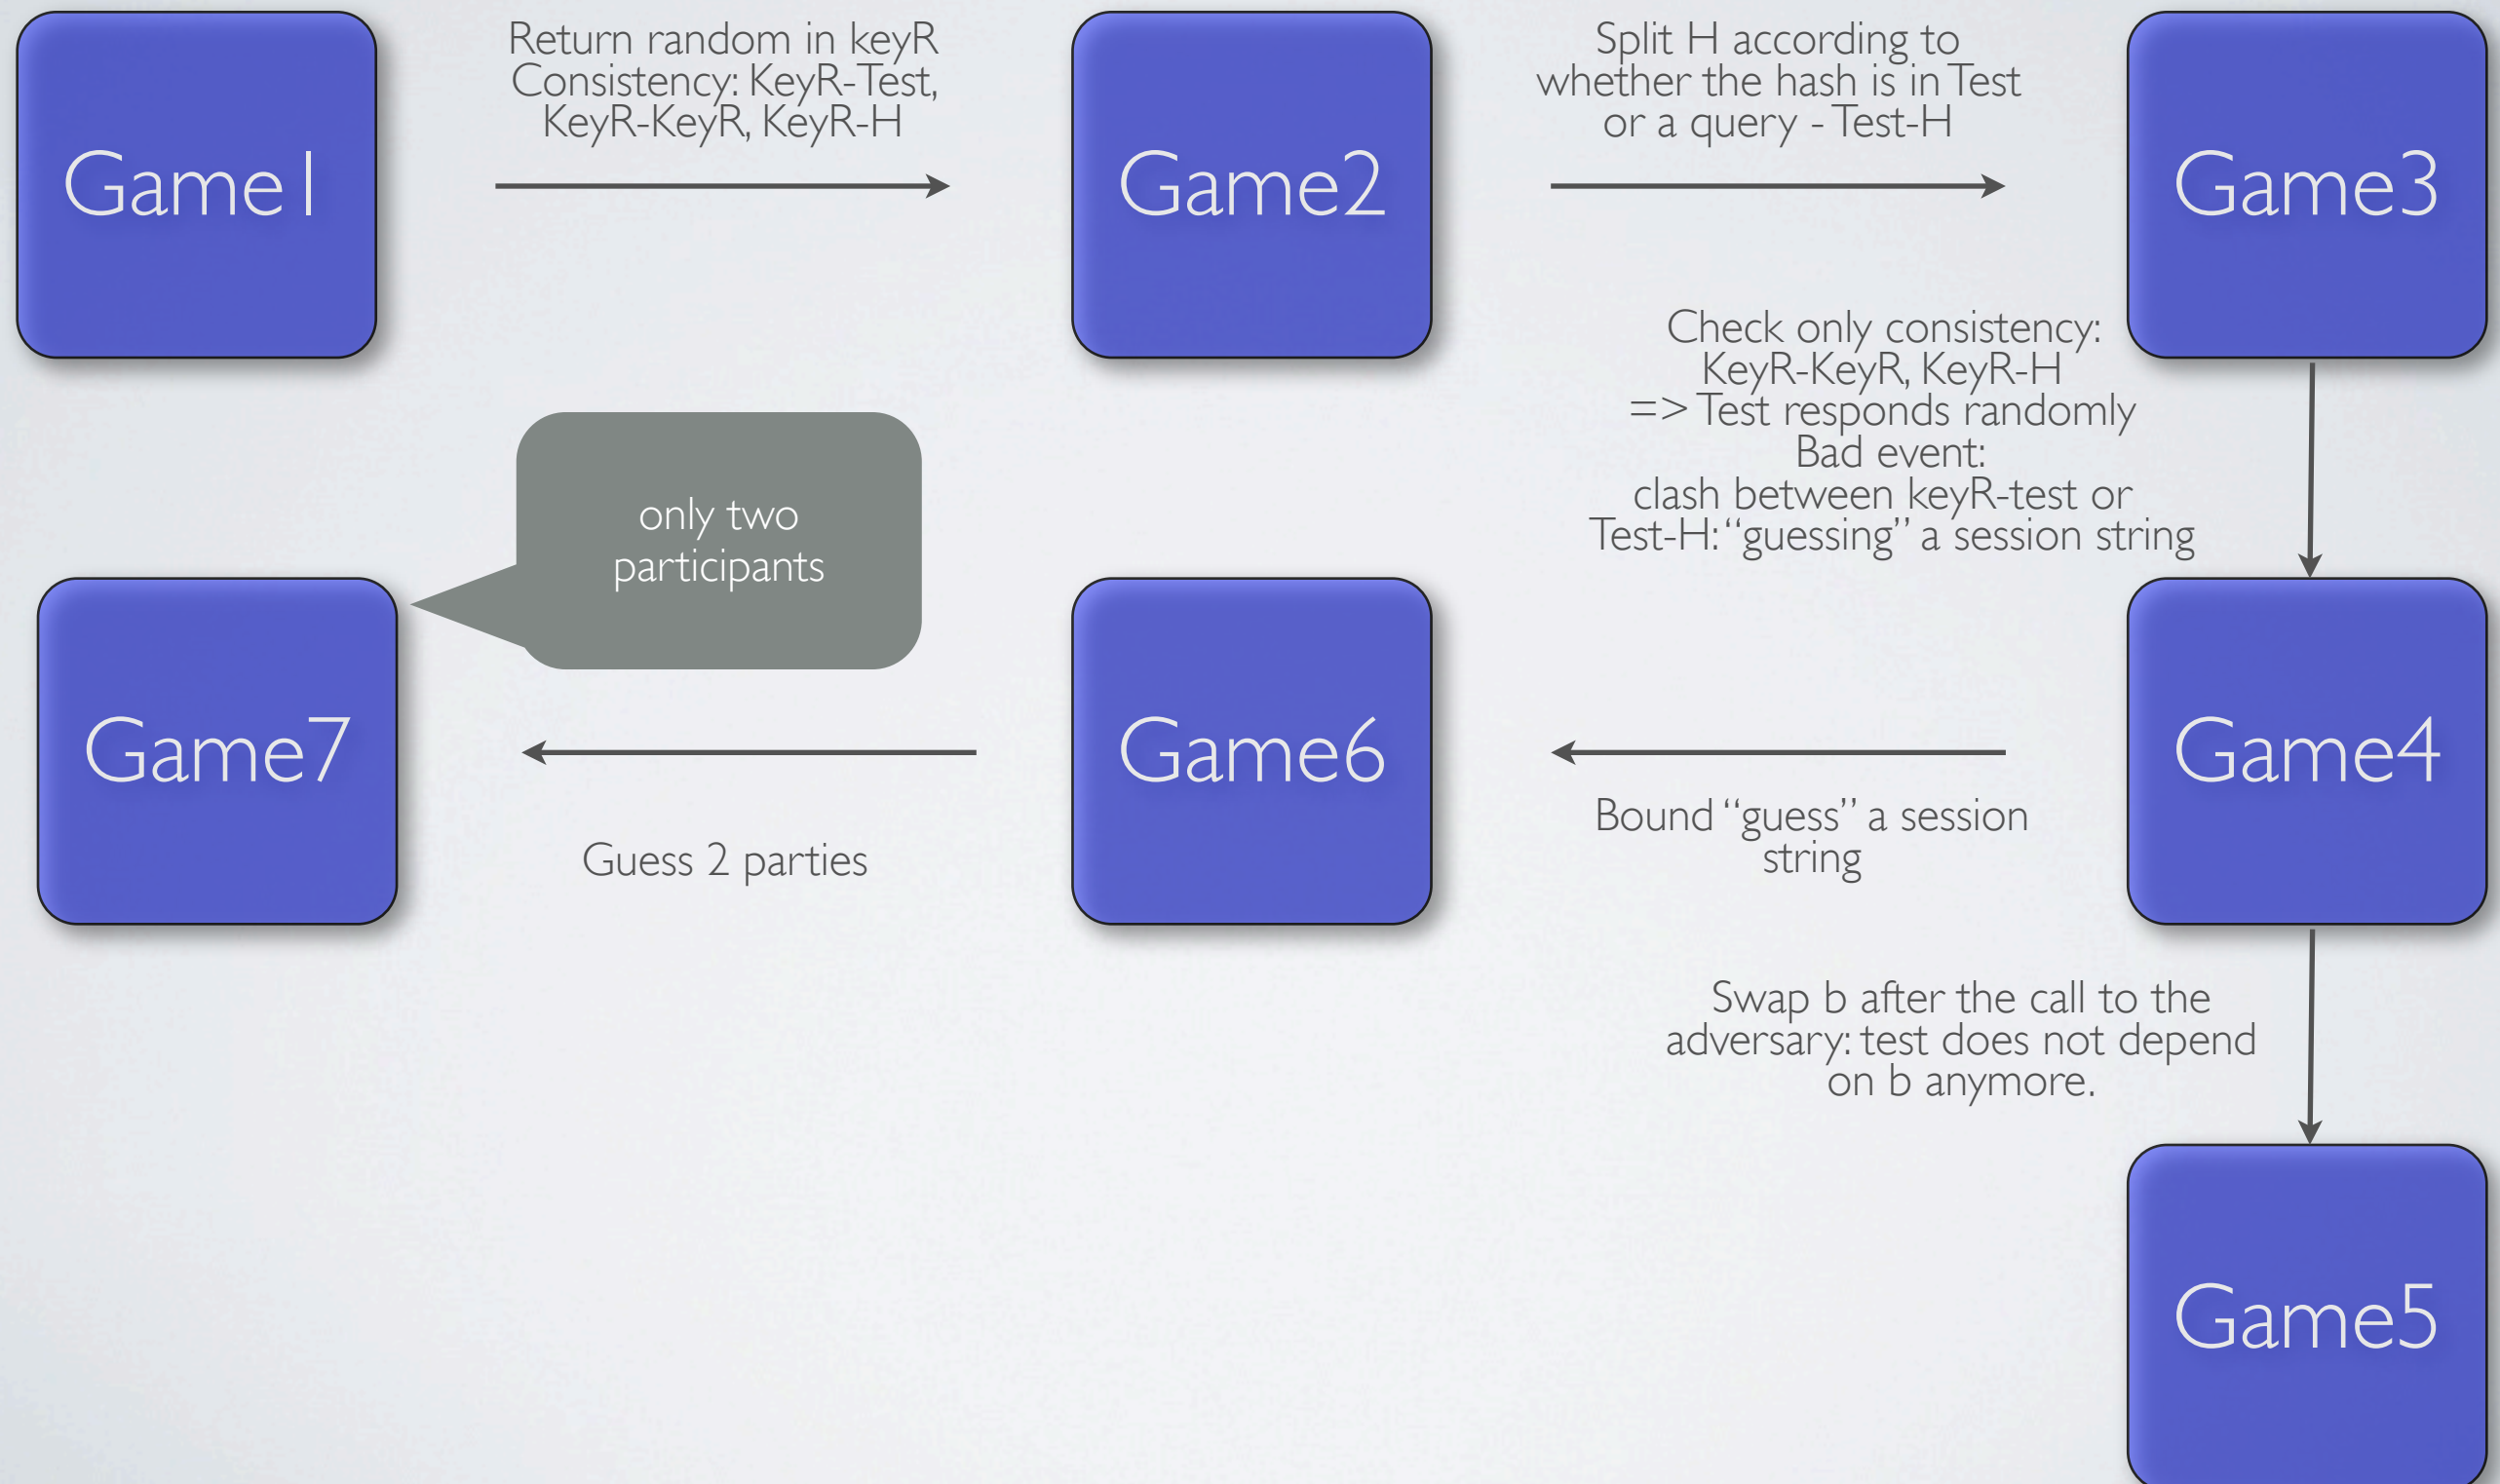 Game1
Return random in keyR
Consistency: KeyR-Test,
KeyR-KeyR, KeyR-H
Game2
Split H according to
whether the hash is in Test
or a query - Test-H
Game3
Check only consistency:
KeyR-KeyR, KeyR-H
=> Test responds randomly
Bad event:
clash between keyR-test or
Test-H: “guessing” a session string
only two
participants
Game7
Guess 2 parties
Game6
Bound “guess” a session
string
Game4
Swap b after the call to the
adversary: test does not depend
on b anymore.
Game5